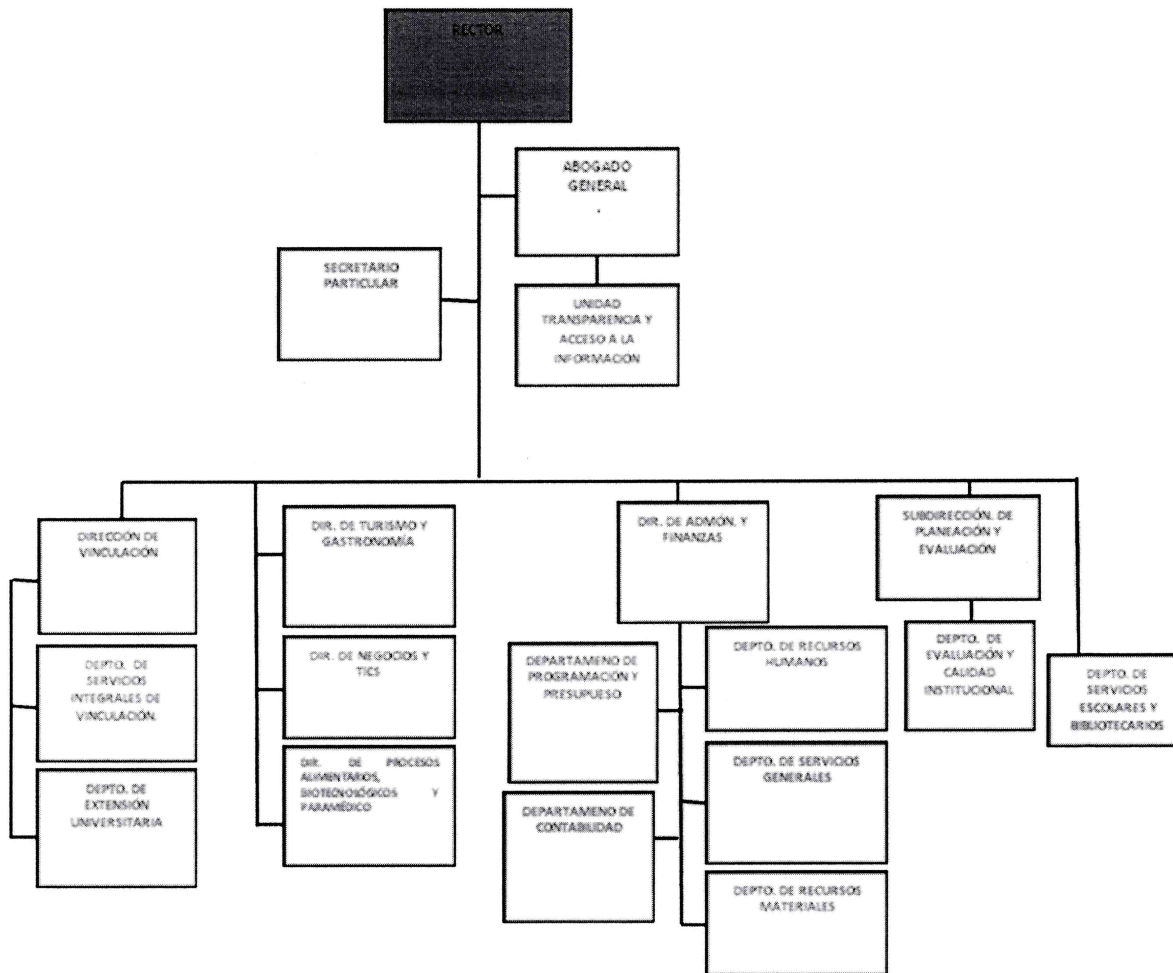 RECTOR
ABOGADO
GENERAL
SECRETARIO
PARTICULAR
UNIDAD
TRANSPARENCIA Y
ACCESO A LA
INFORMACIÓN
DIRECCIÓN DE
VINCULACIÓN
DEPTO. DE
SERVICIOS
INTEGRALES DE
VINCULACIÓN.
DEPTO. DE
EXTENSIÓN
UNIVERSITARIA
DIR. DE TURISMO Y
GASTRONOMÍA
DIR. DE NEGOCIOS Y
TICS
DIR. DE PROCESOS
ALIMENTARIOS,
BIOTECNOLÓGICOS Y
PARAMÉDICO
DIR. DE ADMÓN. Y
FINANZAS
DEPARTAMENO DE
PROGRAMACIÓN Y
PRESUPUESO
DEPARTAMENO DE
CONTABILIDAD
DEPTO. DE RECURSOS
HUMANOS
DEPTO. DE SERVICIOS
GENERALES
DEPTO. DE RECURSOS
MATERIALES
SUBDIRECCIÓN. DE
PLANEACIÓN Y
EVALUACIÓN
DEPTO. DE
EVALUACIÓN Y
CALIDAD
INSTITUCIONAL
DEPTO. DE
SERVICIOS
ESCOLARES Y
BIBLIOTECARIOS